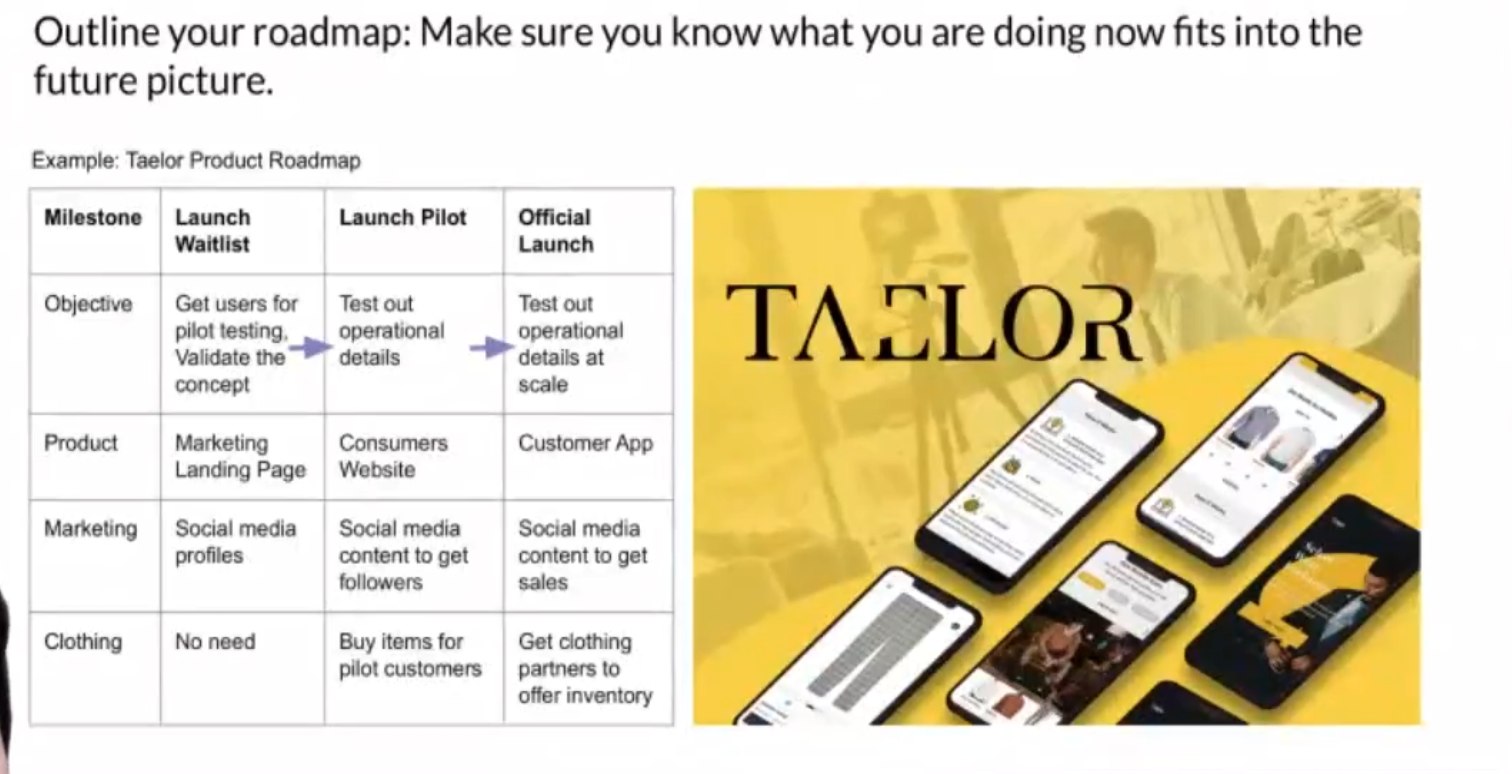 Outline your roadmap: Make sure you know what you are doing now fits into the
future picture.
Example: Taelor Product Roadmap
Milestone
Launch
Waitlist
Launch Pilot
Official
Launch
Objective
Get users for
pilot testing,
Validate the
concept
Test out
operational
details
Test out
operational
details at
scale
Product
Marketing
Landing Page
Consumers
Website
Customer App
Marketing
Social media
profiles
Social media
content to get
followers
Social media
content to get
sales
Clothing
No need
Buy items for
pilot customers
Get clothing
partners to
offer inventory
TAELOR